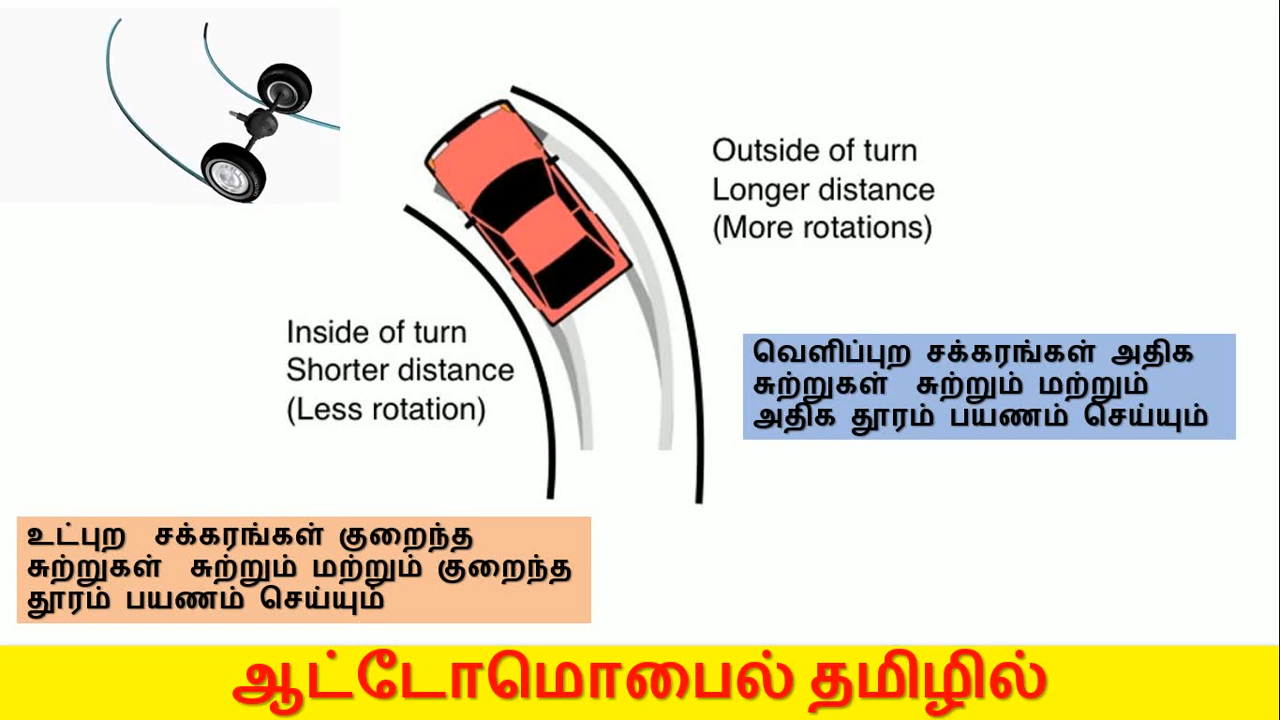 Outside of turn
Longer distance
(More rotations)
Inside of turn
Shorter distance
(Less rotation)
வெளிப்புற சக்கரங்கள் அதிக
சுற்றுகள் சுற்றும் மற்றும்
அதிக தூரம் பயணம் செய்யும்
உட்புற சக்கரங்கள் குறைந்த
சுற்றுகள் சுற்றும் மற்றும் குறைந்த
தூரம் பயணம் செய்யும்
ஆட்டோமொபைல் தமிழில்